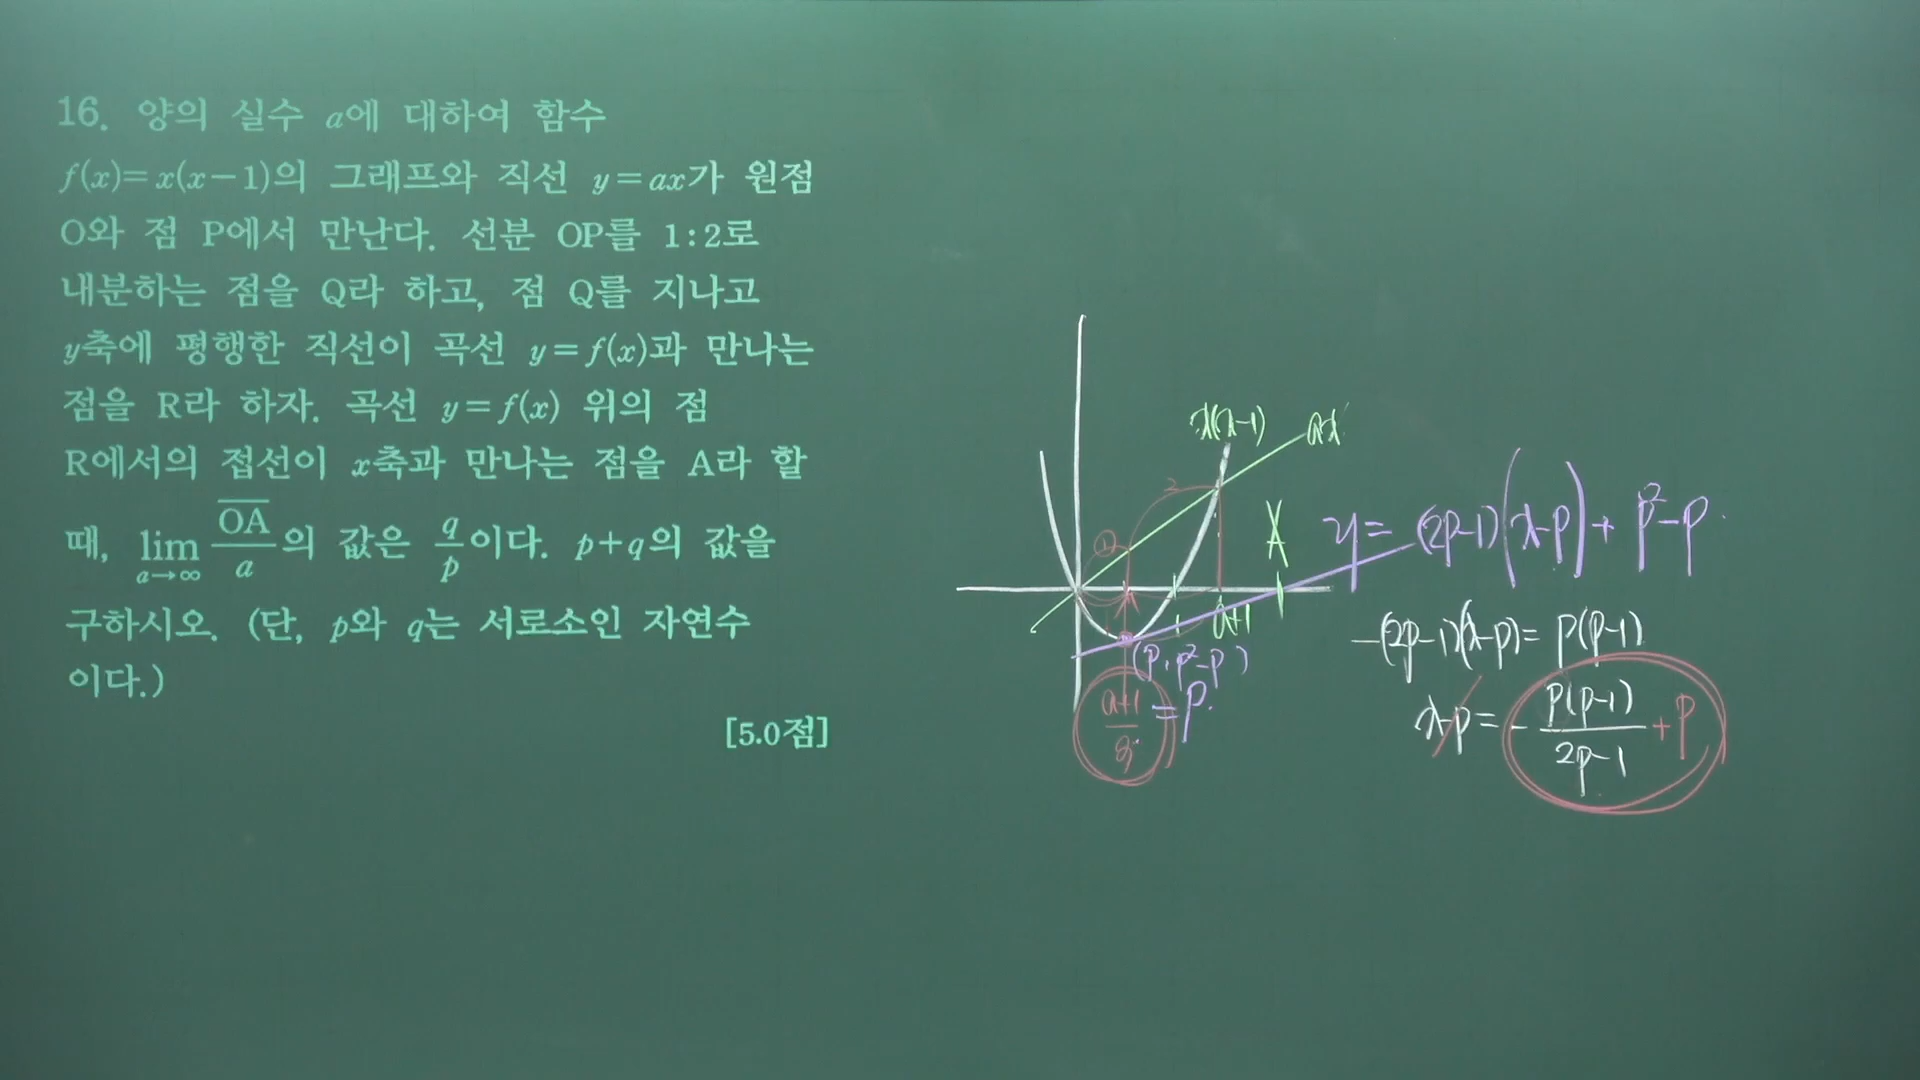 16. 양의 실수 a에 대하여 함수
f(x)=x(x-1)의 그래프와 직선 y=ax가 원점
O와 점 P에서 만난다. 선분 OP를 1:2로
내분하는 점을 Q라 하고, 점 Q를 지나고
y축에 평행한 직선이 곡선 y=f(x)과 만나는
점을 R라 하자. 곡선 y=f(x) 위의 점
R에서의 접선이 x축과 만나는 점을 A라 할
때, lim a→∞ OA/a의 값은 q/p이다. p+q의 값을
구하시오. (단, p와 q는 서로소인 자연수
이다.)
[5.0점]
x(x-1)
ax
2
①
1
a+1
(p, p²-p)
=p.
y=(2p-1)(x-p)+p²-p.
-(2p-1)(x-p)=p(p-1)
x-p=-p(p-1)/2p-1+p